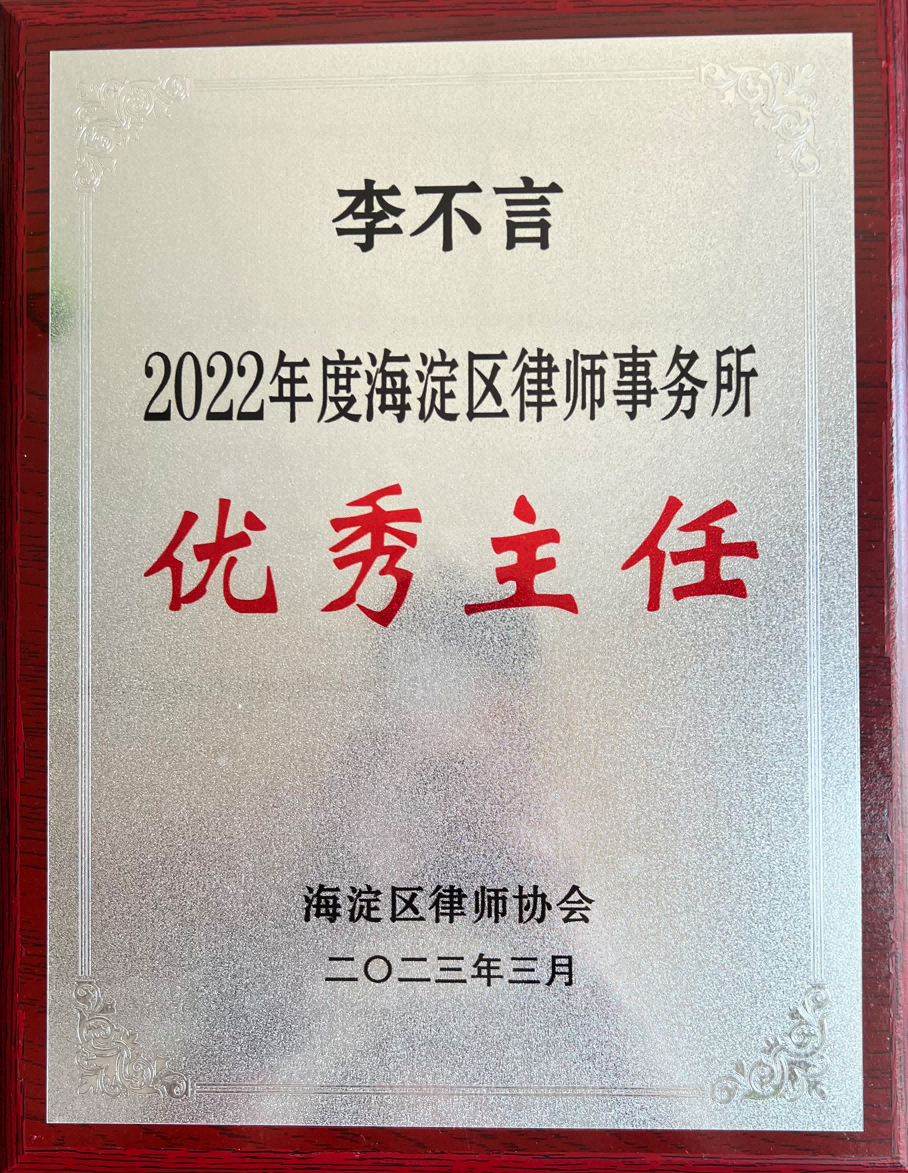 李不言
2022年度海淀区律师事务所
优秀主任
海淀区律师协会
二〇二三年三月